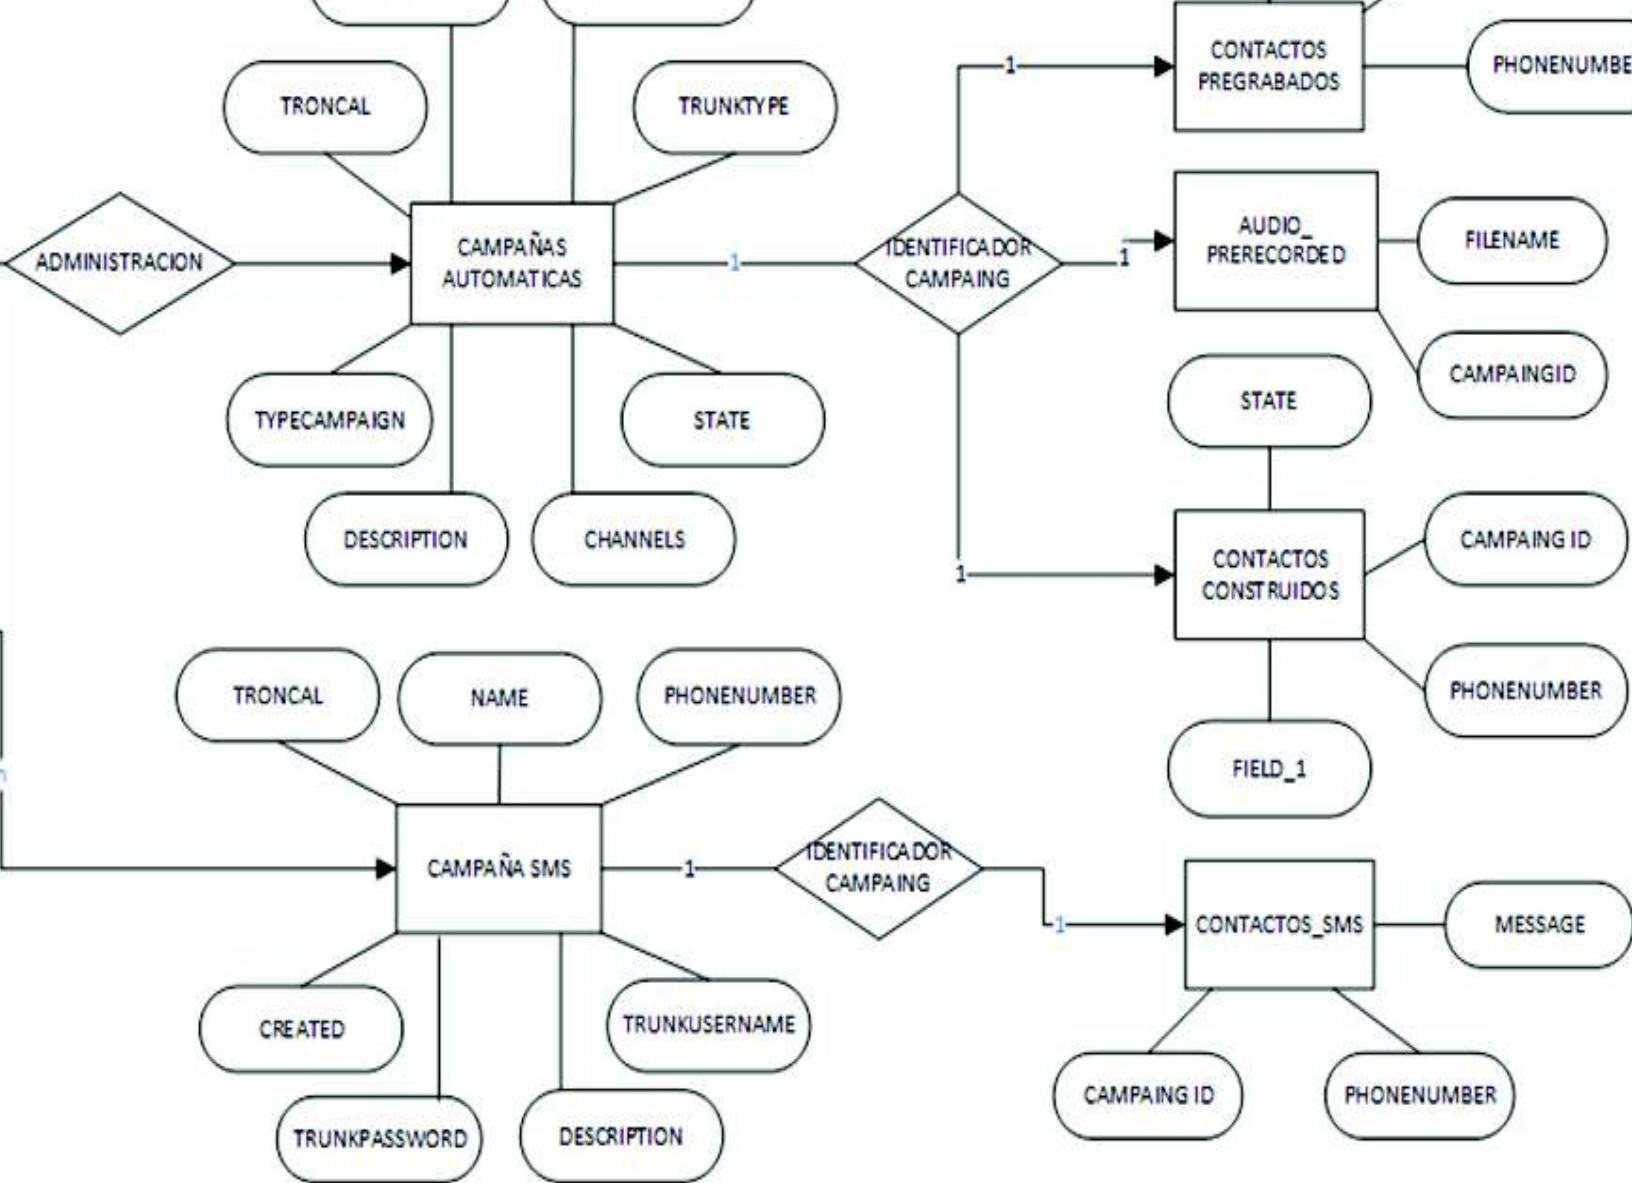 CONTACTOS
PREGRABADOS
PHONENUMBE
1
TRONCAL
TRUNKTYPE
ADMINISTRACION
CAMPAÑAS
AUTOMATICAS
1
IDENTIFICADOR
CAMPAING
1
AUDIO_
PRERECORDED
FILENAME
CAMPAINGID
TYPECAMPAIGN
STATE
STATE
DESCRIPTION
CHANNELS
1
CONTACTOS
CONSTRUIDOS
CAMPAING ID
PHONENUMBER
FIELD_1
TRONCAL
NAME
PHONENUMBER
CAMPAÑA SMS
1
IDENTIFICADOR
CAMPAING
1
CONTACTOS_SMS
MESSAGE
CREATED
TRUNKUSERNAME
TRUNKPASSWORD
DESCRIPTION
CAMPAING ID
PHONENUMBER